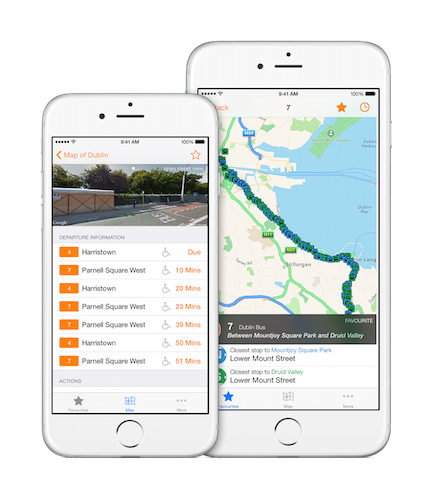 9:41 AM
100%
Map of Dublin
Google
DEPARTURE INFORMATION
4 Harristown Due
7 Parnell Square West 10 Mins
4 Harristown 20 Mins
7 Parnell Square West 23 Mins
7 Parnell Square West 39 Mins
4 Harristown 50 Mins
7 Parnell Square West 51 Mins
ACTIONS
Favourites Map More
9:41 AM
100%
ack 7
M50
Dublin
Dublin
Bay
N31
Stillorgan
N11
FAVOURITE
7 Dublin Bus
Between Mountjoy Square Park and Druid Valley
Closest stop to Mountjoy Square Park
Lower Mount Street
Closest stop to Druid Valley
Lower Mount Street
Favourites Map More